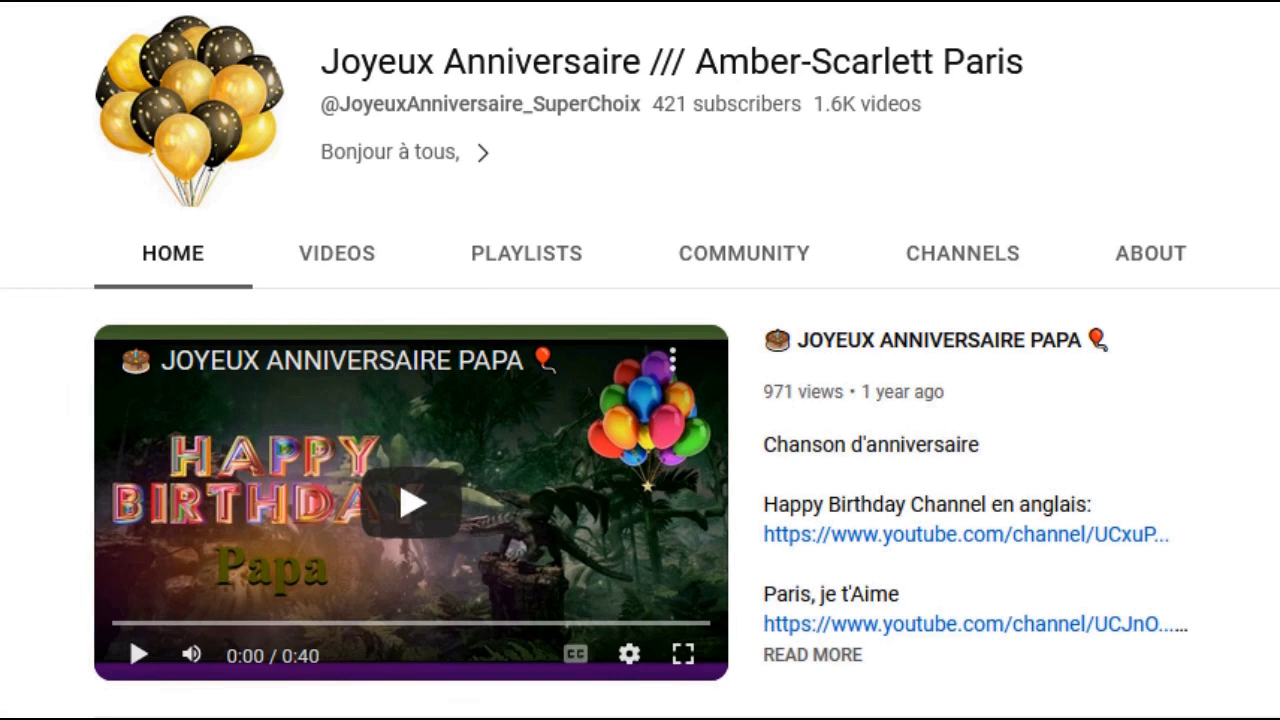 Joyeux Anniversaire /// Amber-Scarlett Paris
@JoyeuxAnniversaire_SuperChoix 421 subscribers 1.6K videos
Bonjour à tous,
HOME VIDEOS PLAYLISTS COMMUNITY CHANNELS ABOUT
JOYEUX ANNIVERSAIRE PAPA
HAPPY
BIRTHDAY
Papa
0:00 / 0:40
CC
JOYEUX ANNIVERSAIRE PAPA
971 views • 1 year ago
Chanson d'anniversaire
Happy Birthday Channel en anglais:
https://www.youtube.com/channel/UCxuP...
Paris, je t'Aime
https://www.youtube.com/channel/UCJnO......
READ MORE